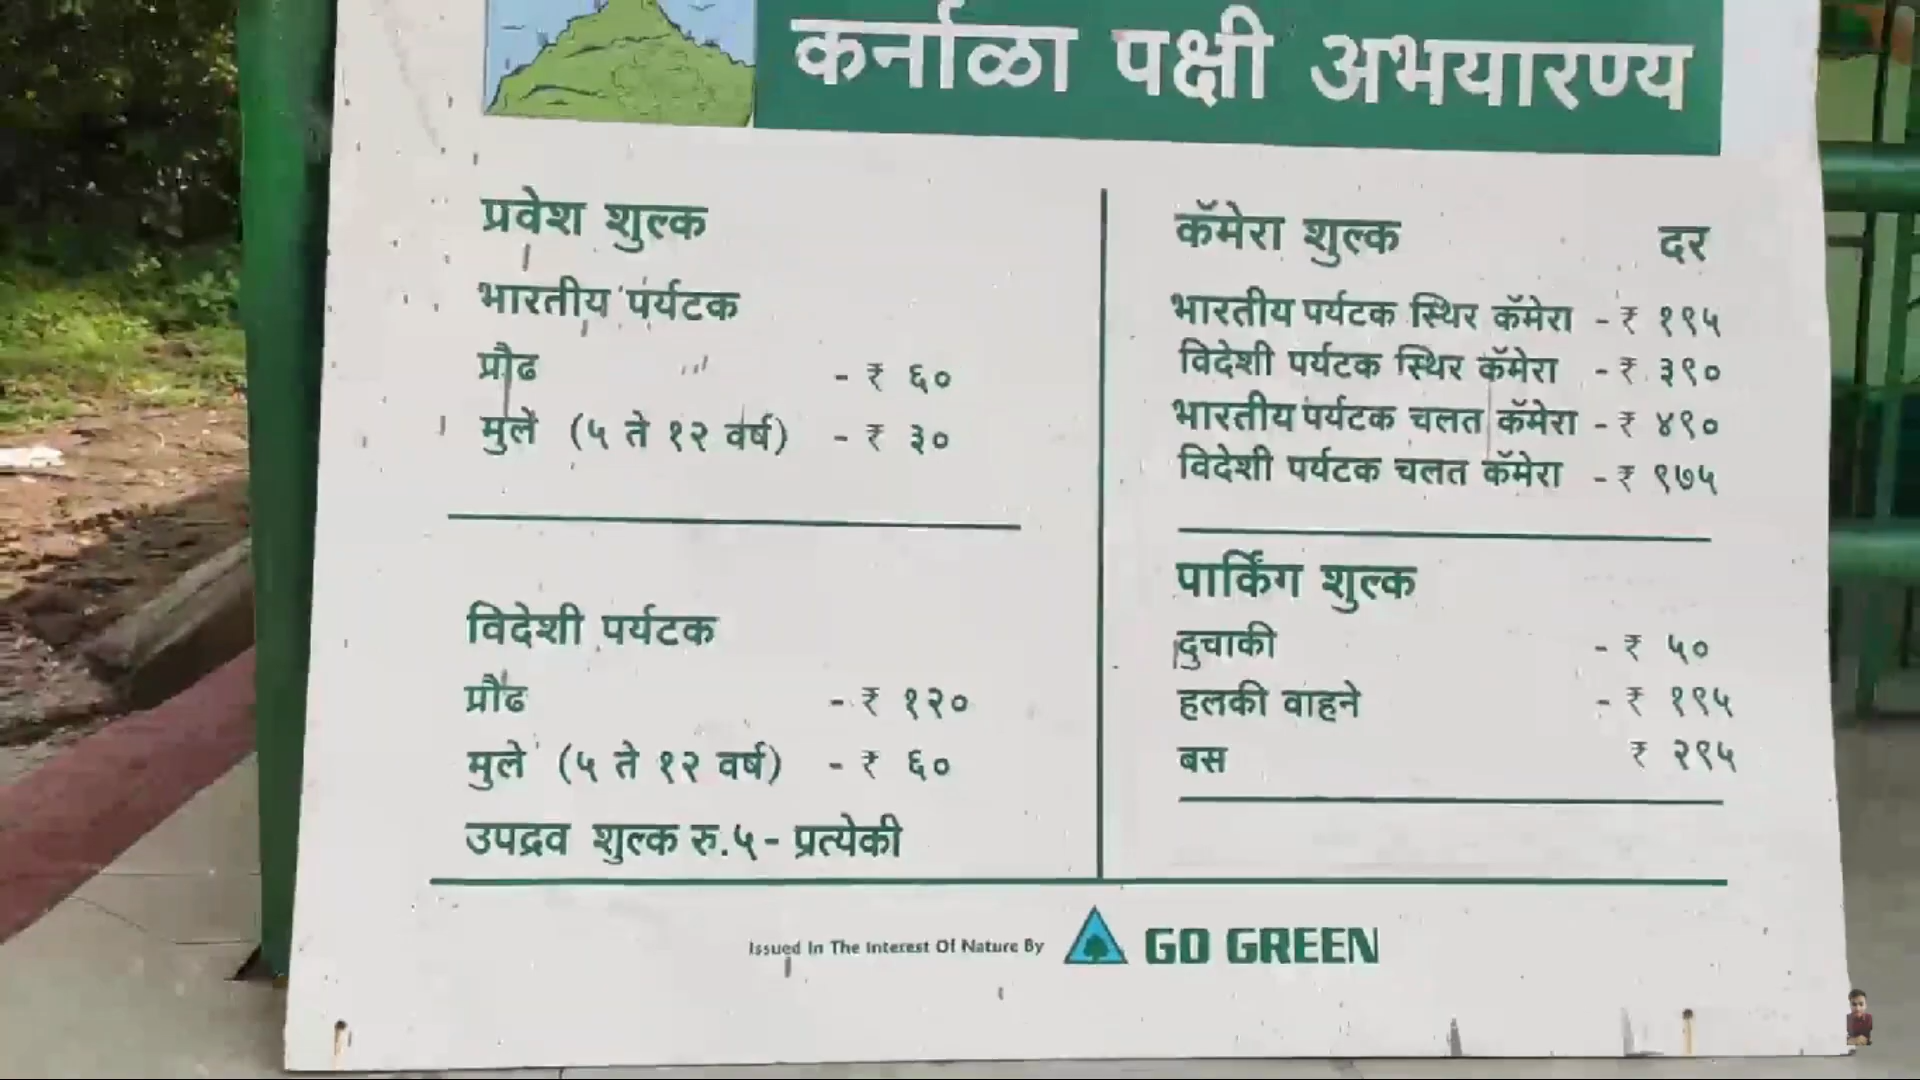 कर्नाळा पक्षी अभयारण्य
प्रवेश शुल्क
भारतीय पर्यटक
प्रौढ - ₹ ६०
मुले (५ ते १२ वर्ष) - ₹ ३०
विदेशी पर्यटक
प्रौढ - ₹ १२०
मुले (५ ते १२ वर्ष) - ₹ ६०
उपद्रव शुल्क रु.५- प्रत्येकी
कॅमेरा शुल्क दर
भारतीय पर्यटक स्थिर कॅमेरा - ₹ १९५
विदेशी पर्यटक स्थिर कॅमेरा - ₹ ३९०
भारतीय पर्यटक चलत कॅमेरा - ₹ ४९०
विदेशी पर्यटक चलत कॅमेरा - ₹ ९७५
पार्किंग शुल्क
दुचाकी - ₹ ५०
हलकी वाहने - ₹ १९५
बस ₹ २९५
Issued In The Interest Of Nature By GO GREEN